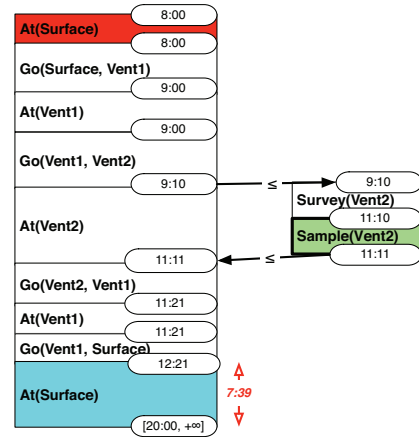 8:00
At(Surface)
8:00
Go(Surface, Vent1)
9:00
At(Vent1)
9:00
Go(Vent1, Vent2)
9:10
≤
9:10
Survey(Vent2)
At(Vent2)
11:10
Sample(Vent2)
11:11
≤
11:11
Go(Vent2, Vent1)
11:21
At(Vent1)
11:21
Go(Vent1, Surface)
12:21
At(Surface)
7:39
[20:00, +∞]